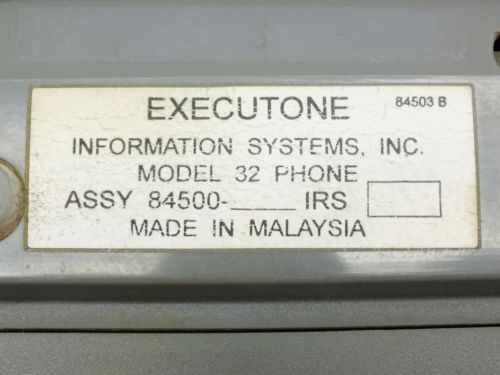 EXECUTONE 84503 B
INFORMATION SYSTEMS, INC.
MODEL 32 PHONE
ASSY 84500-_____ IRS
MADE IN MALAYSIA